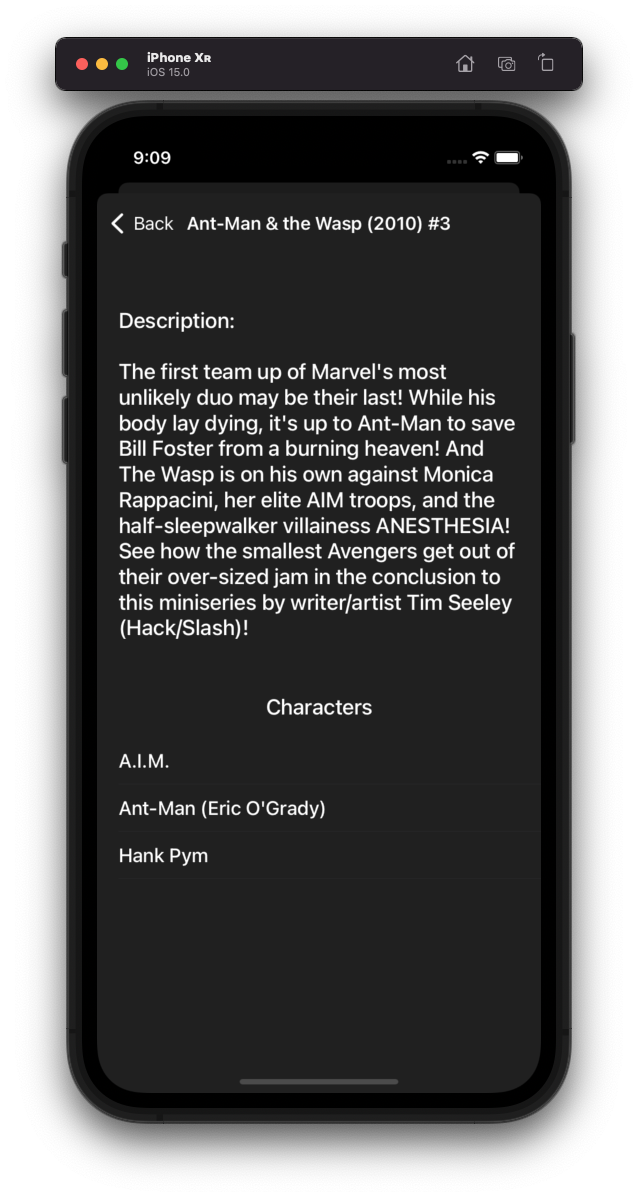 iPhone Xʀ
iOS 15.0
9:09
Back Ant-Man & the Wasp (2010) #3
Description:
The first team up of Marvel's most
unlikely duo may be their last! While his
body lay dying, it's up to Ant-Man to save
Bill Foster from a burning heaven! And
The Wasp is on his own against Monica
Rappacini, her elite AIM troops, and the
half-sleepwalker villainess ANESTHESIA!
See how the smallest Avengers get out of
their over-sized jam in the conclusion to
this miniseries by writer/artist Tim Seeley
(Hack/Slash)!
Characters
A.I.M.
Ant-Man (Eric O'Grady)
Hank Pym